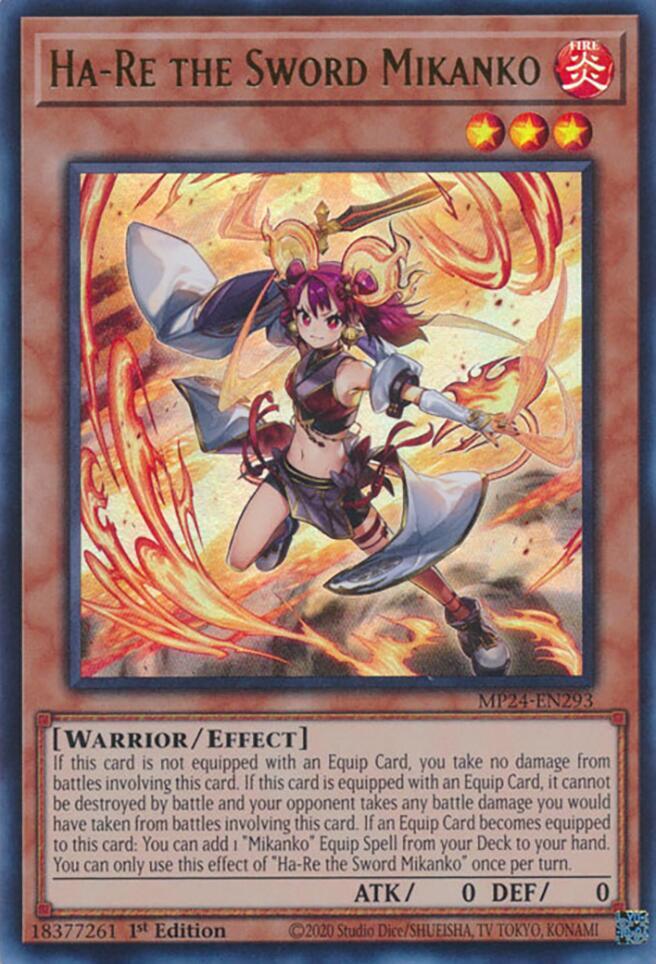 HA-RE THE SWORD MIKANKO
FIRE
炎
MP24-EN293
[WARRIOR/EFFECT]
If this card is not equipped with an Equip Card, you take no damage from
battles involving this card. If this card is equipped with an Equip Card, it cannot
be destroyed by battle and your opponent takes any battle damage you would
have taken from battles involving this card. If an Equip Card becomes equipped
to this card: You can add 1 "Mikanko" Equip Spell from your Deck to your hand.
You can only use this effect of "Ha-Re the Sword Mikanko" once per turn.
ATK/ 0 DEF/ 0
18377261 1st Edition ©2020 Studio Dice/SHUEISHA, TV TOKYO, KONAMI